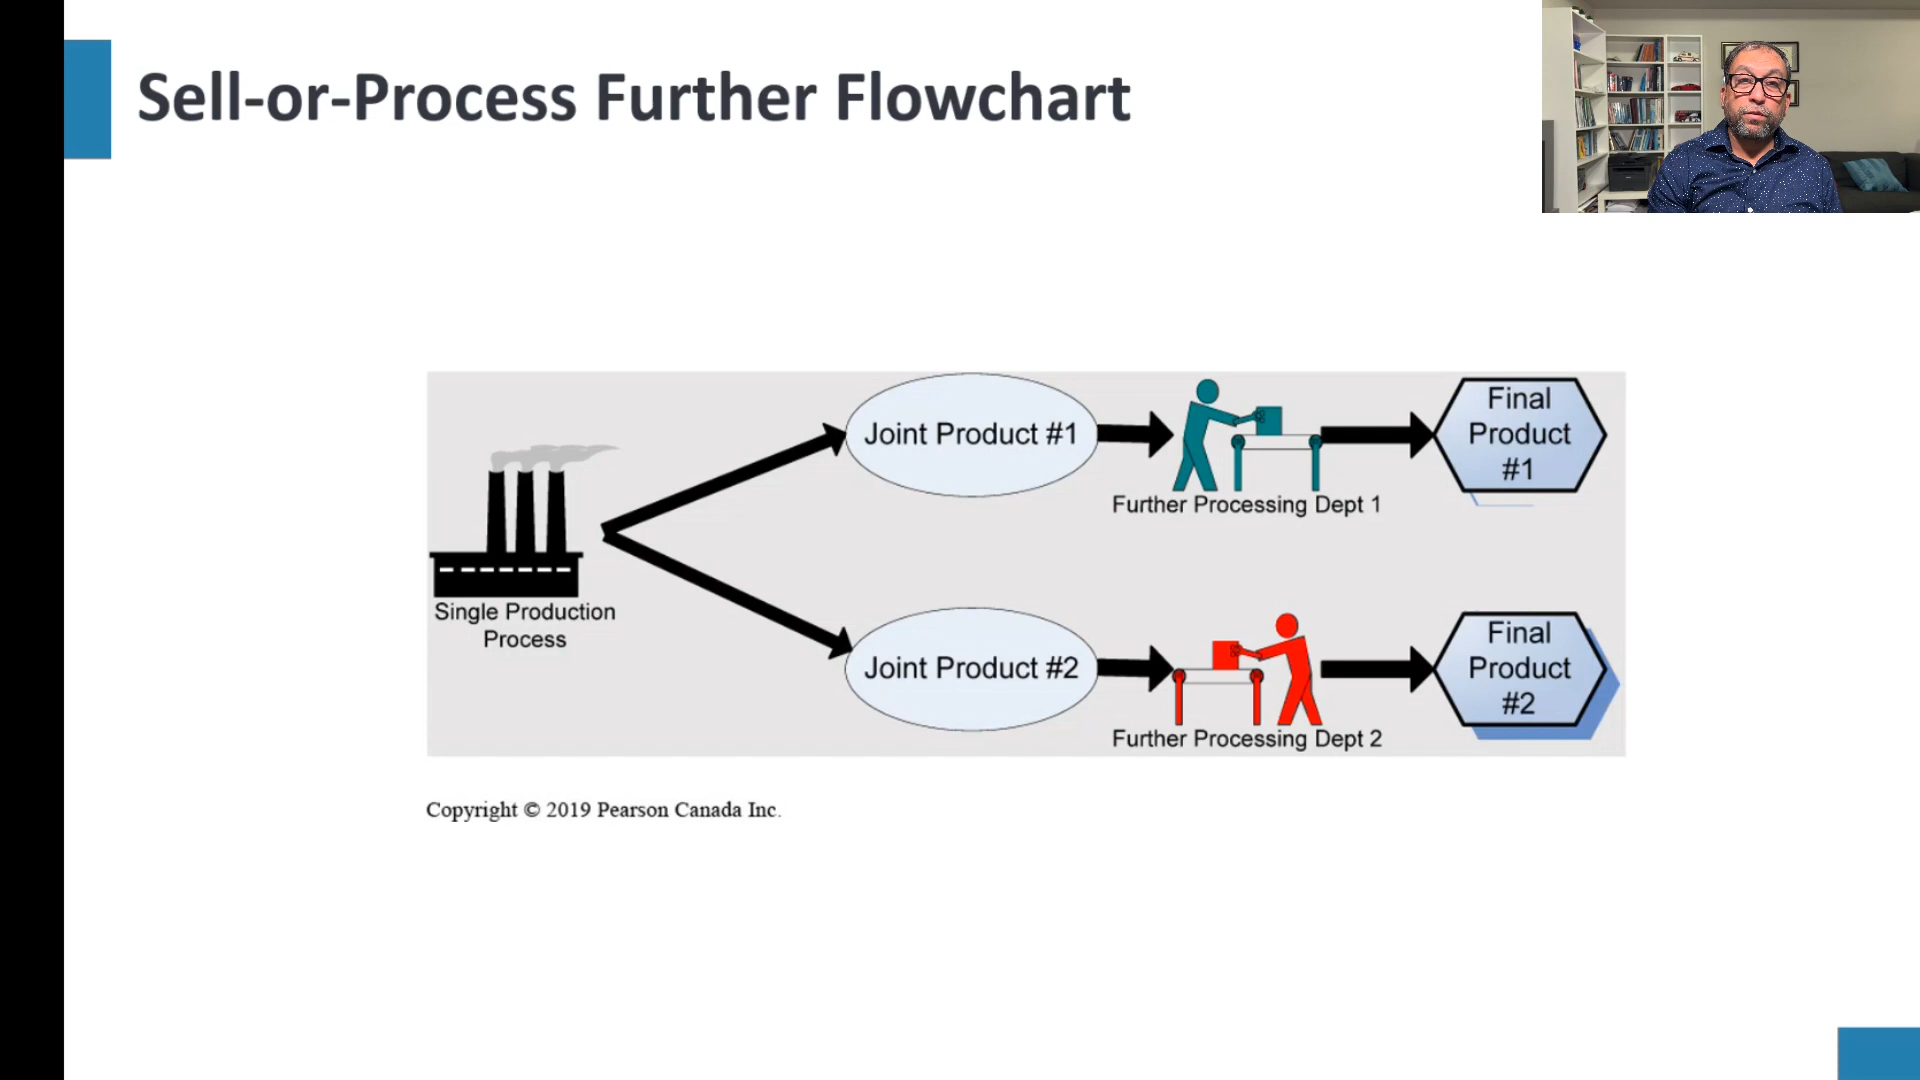 Sell-or-Process Further Flowchart
Joint Product #1
Further Processing Dept 1
Final
Product
#1
Single Production
Process
Joint Product #2
Further Processing Dept 2
Final
Product
#2
Copyright © 2019 Pearson Canada Inc.